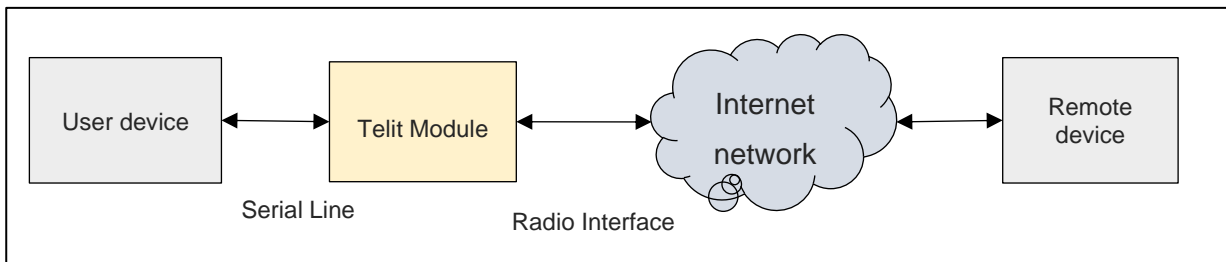 User device
Telit Module
Internet
network
Remote
device
Serial Line
Radio Interface